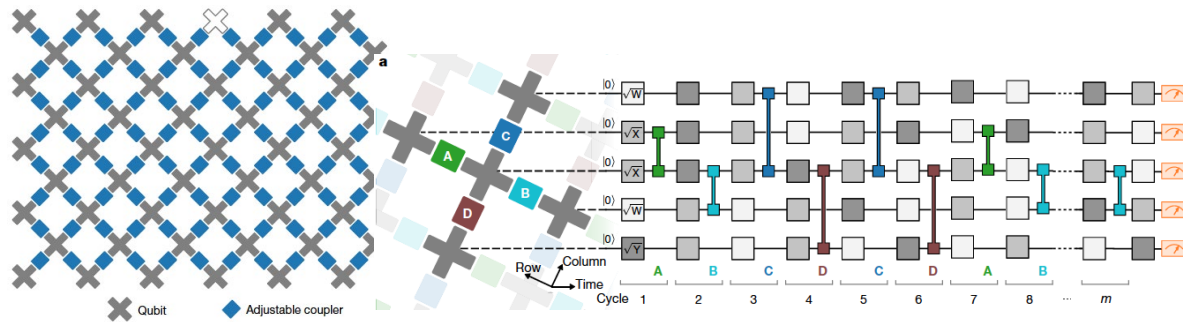 Qubit
Adjustable coupler
a
A
C
B
D
Row
Column
Time
|0⟩
√W
|0⟩
√X
|0⟩
√X
|0⟩
√W
|0⟩
√Y
A B C D C D A B
Cycle 1 2 3 4 5 6 7 8 ... m